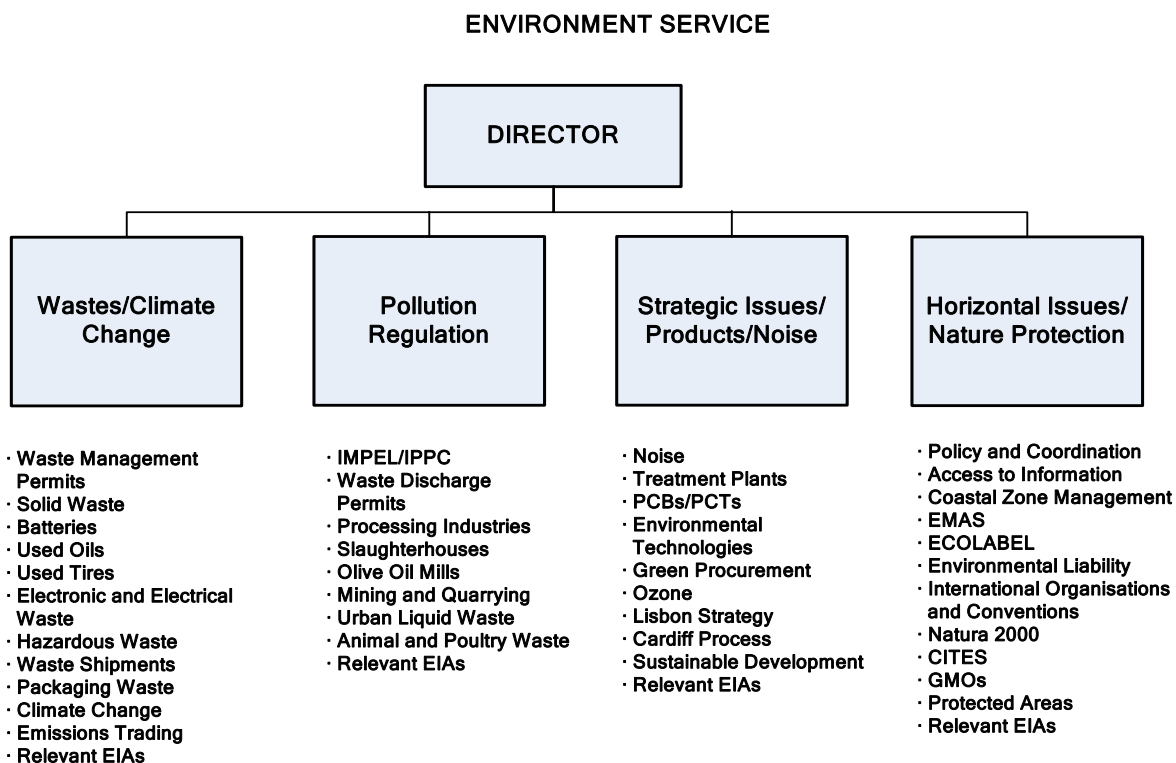 ENVIRONMENT SERVICE
DIRECTOR
Wastes/Climate
Change
Pollution
Regulation
Strategic Issues/
Products/Noise
Horizontal Issues/
Nature Protection
· Waste Management
Permits
· Solid Waste
· Batteries
· Used Oils
· Used Tires
· Electronic and Electrical
Waste
· Hazardous Waste
· Waste Shipments
· Packaging Waste
· Climate Change
· Emissions Trading
· Relevant EIAs
· IMPEL/IPPC
· Waste Discharge
Permits
· Processing Industries
· Slaughterhouses
· Olive Oil Mills
· Mining and Quarrying
· Urban Liquid Waste
· Animal and Poultry Waste
· Relevant EIAs
· Noise
· Treatment Plants
· PCBs/PCTs
· Environmental
Technologies
· Green Procurement
· Ozone
· Lisbon Strategy
· Cardiff Process
· Sustainable Development
· Relevant EIAs
· Policy and Coordination
· Access to Information
· Coastal Zone Management
· EMAS
· ECOLABEL
· Environmental Liability
· International Organisations
and Conventions
· Natura 2000
· CITES
· GMOs
· Protected Areas
· Relevant EIAs